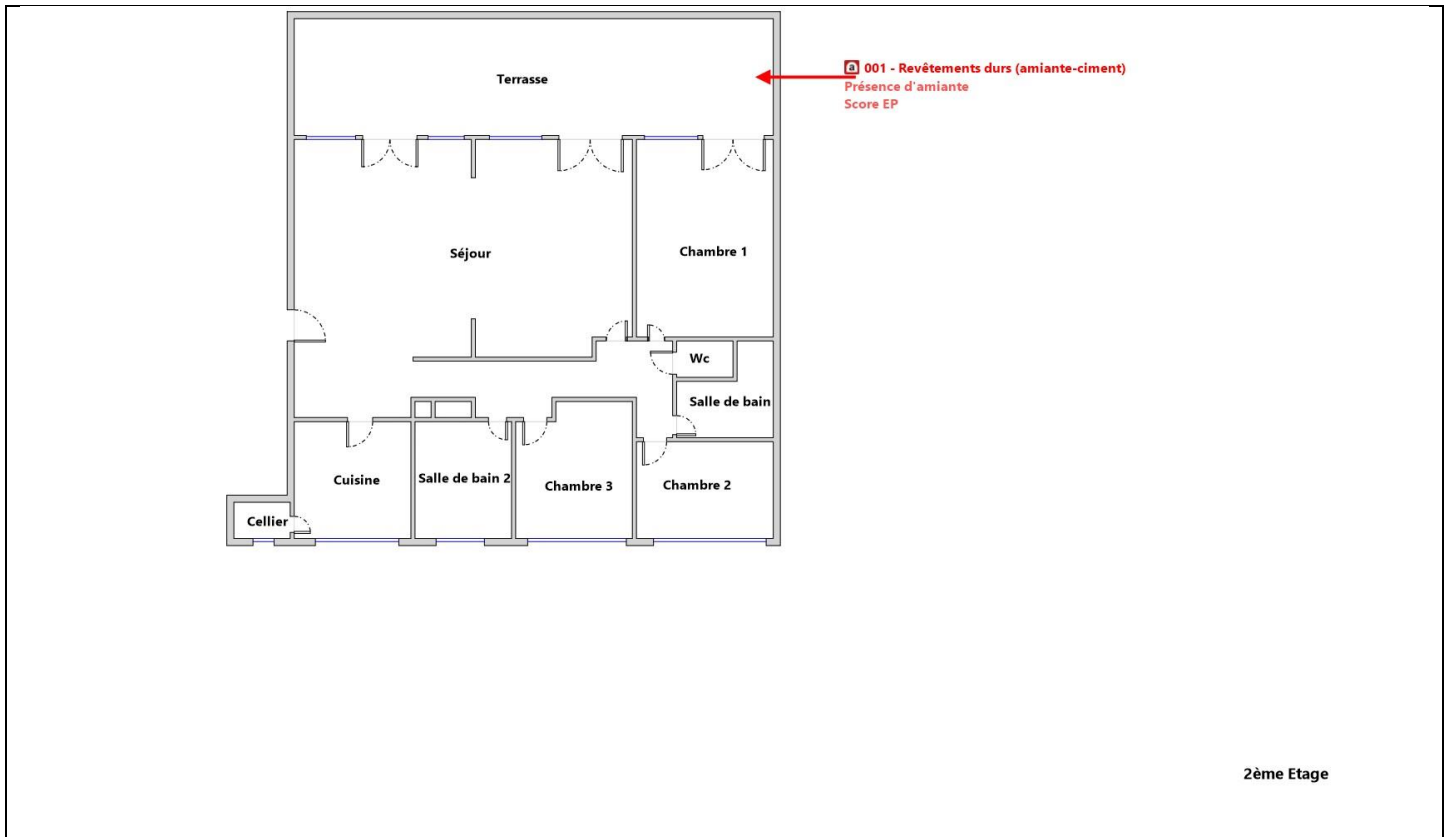 Terrasse
a 001 - Revêtements durs (amiante-ciment)
Présence d'amiante
Score EP
Séjour
Chambre 1
Wc
Salle de bain
Cuisine
Salle de bain 2
Chambre 3
Chambre 2
Cellier
2ème Etage